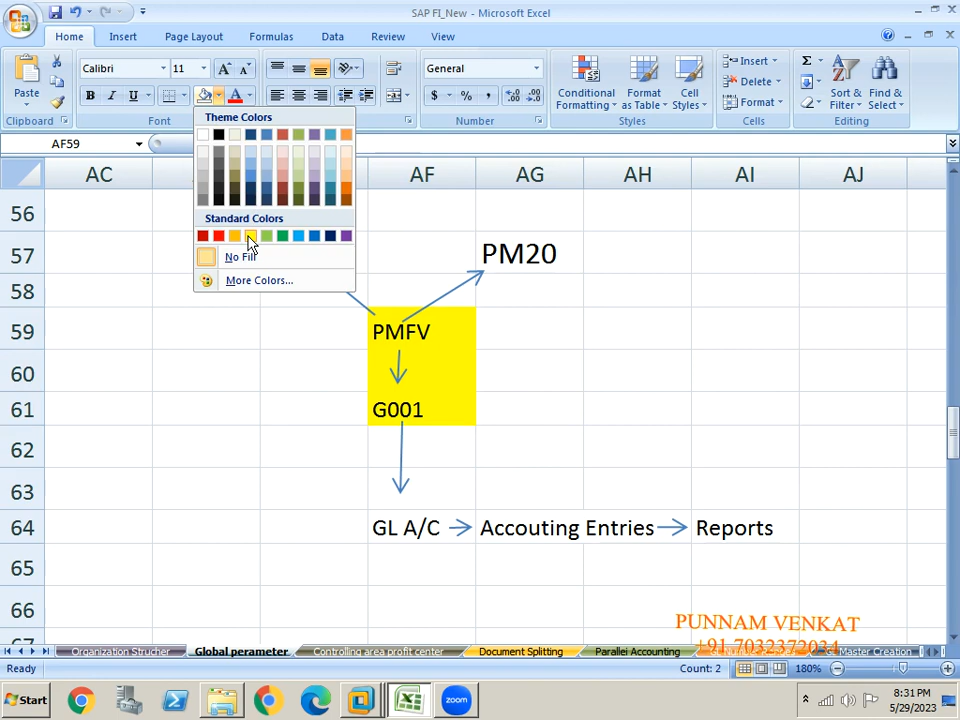 SAP FI_New - Microsoft Excel
Home Insert Page Layout Formulas Data Review View
Paste
Calibri 11
B I U
General
$ % ,
Conditional Formatting
Format as Table
Cell Styles
Insert
Delete
Format
Sort & Filter
Find & Select
Clipboard Font Number Styles Cells Editing
AF59
Theme Colors
Standard Colors
No Fill
More Colors...
AC AF AG AH AI AJ
56
57 PM20
58
59 PMFV
60
61 G001
62
63
64 GL A/C Accouting Entries Reports
65
66
67
PUNNAM VENKAT
+91 7032372034
Organization Strucher Global perameter Controlling area profit center Document Splitting Parallel Accounting Master Creation
Ready Count: 2 180%
Start zoom 8:31 PM
5/29/2023